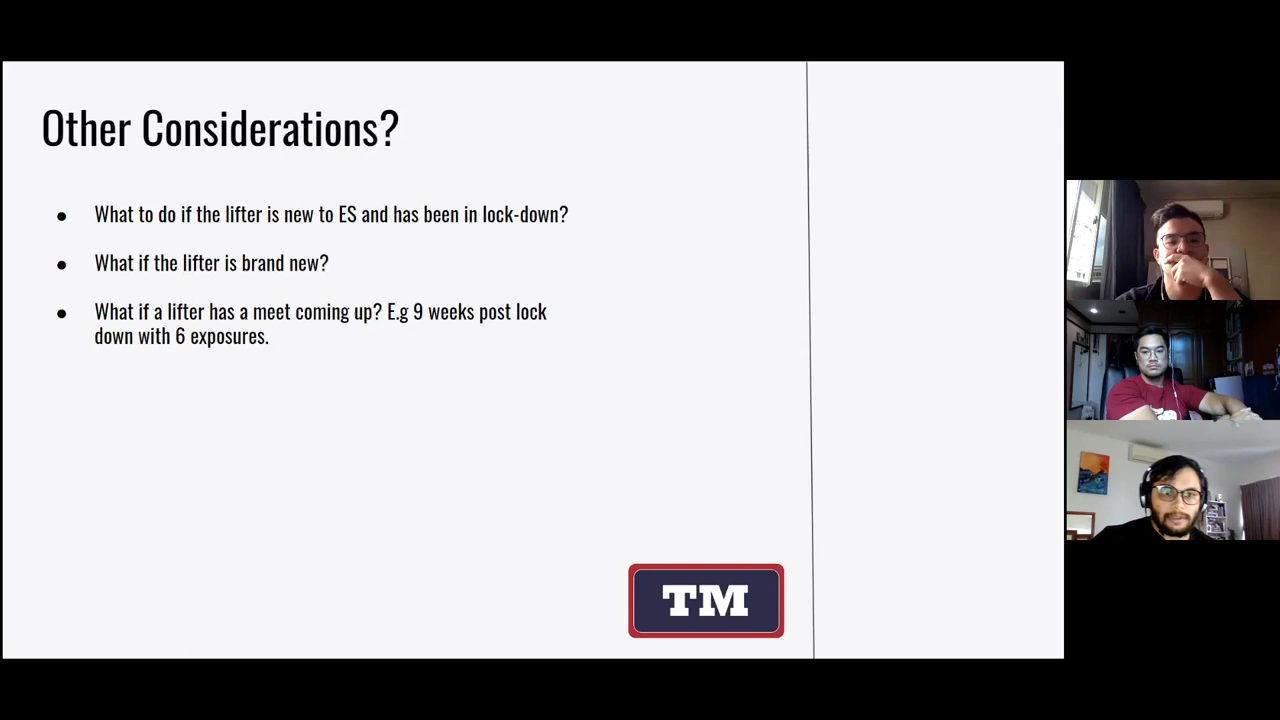 Other Considerations?
● What to do if the lifter is new to ES and has been in lock-down?
● What if the lifter is brand new?
● What if a lifter has a meet coming up? E.g 9 weeks post lock
down with 6 exposures.
TM